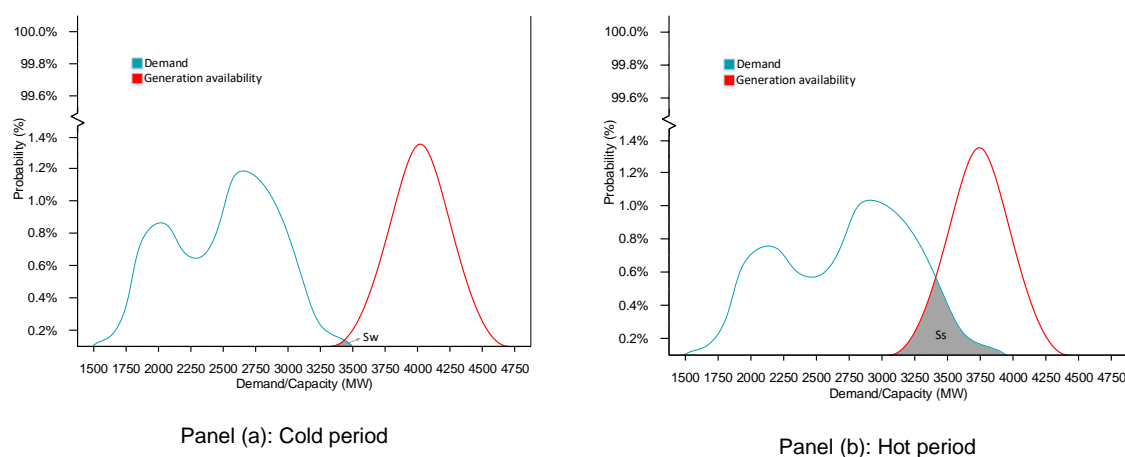 100.0%
99.8%
99.6%
1.4%
1.2%
1.0%
0.8%
0.6%
0.4%
0.2%
Probability (%)
Demand
Generation availability
Sw
1500 1750 2000 2250 2500 2750 3000 3250 3500 3750 4000 4250 4500 4750
Demand/Capacity (MW)
Panel (a): Cold period
100.0%
99.8%
99.6%
1.4%
1.2%
1.0%
0.8%
0.6%
0.4%
0.2%
Probability (%)
Demand
Generation availability
Ss
1500 1750 2000 2250 2500 2750 3000 3250 3500 3750 4000 4250 4500 4750
Demand/Capacity (MW)
Panel (b): Hot period